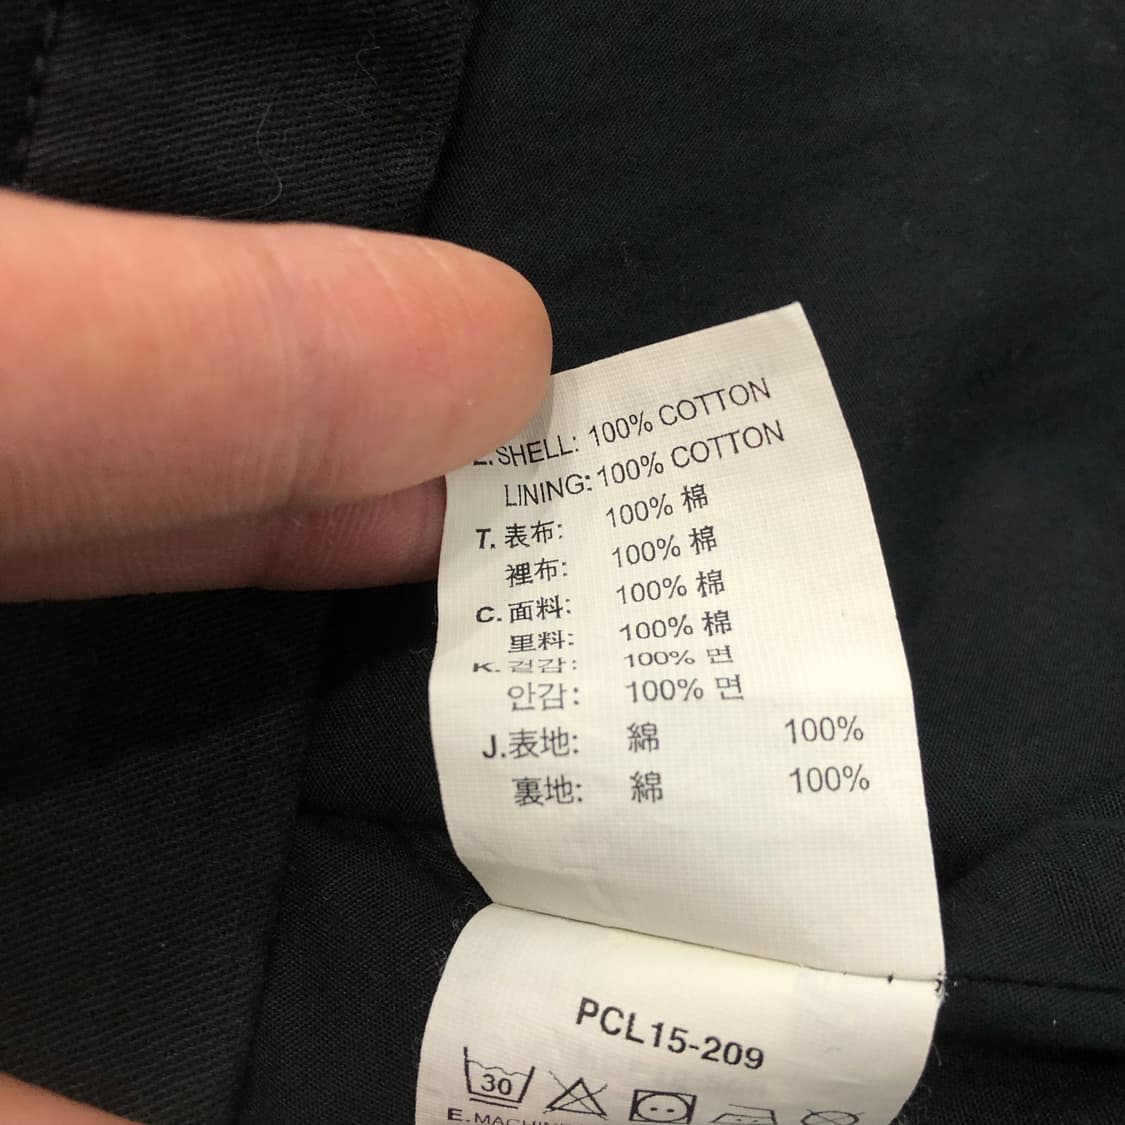 E.SHELL: 100% COTTON
LINING: 100% COTTON
T. 表布: 100% 棉
裡布: 100% 棉
C. 面料: 100% 棉
里料: 100% 棉
K. 겉감: 100% 면
안감: 100% 면
J. 表地: 綿 100%
裏地: 綿 100%
PCL15-209
30
E.